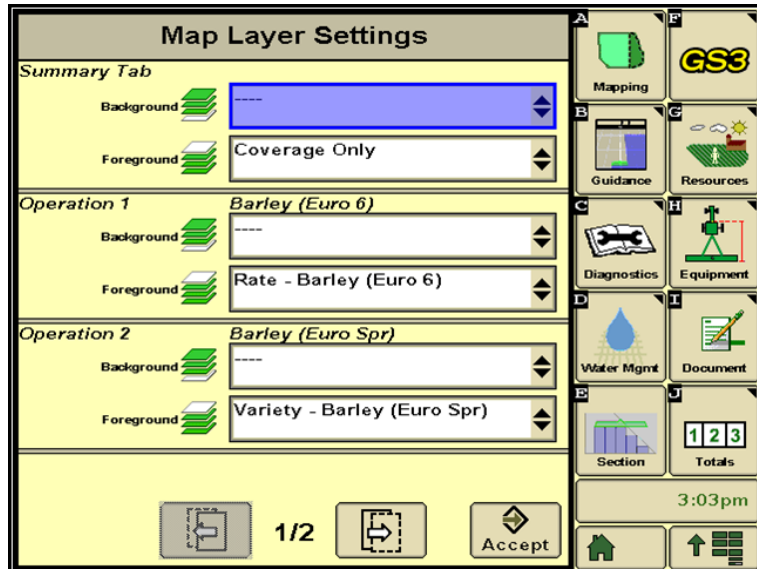 Map Layer Settings
Summary Tab
Background
----
Foreground
Coverage Only
Operation 1
Barley (Euro 6)
Background
----
Foreground
Rate - Barley (Euro 6)
Operation 2
Barley (Euro Spr)
Background
----
Foreground
Variety - Barley (Euro Spr)
1/2
Accept
A
Mapping
F
GS3
B
Guidance
G
Resources
C
Diagnostics
H
Equipment
D
Water Mgmt
I
Document
E
Section
J
1 2 3
Totals
3:03pm